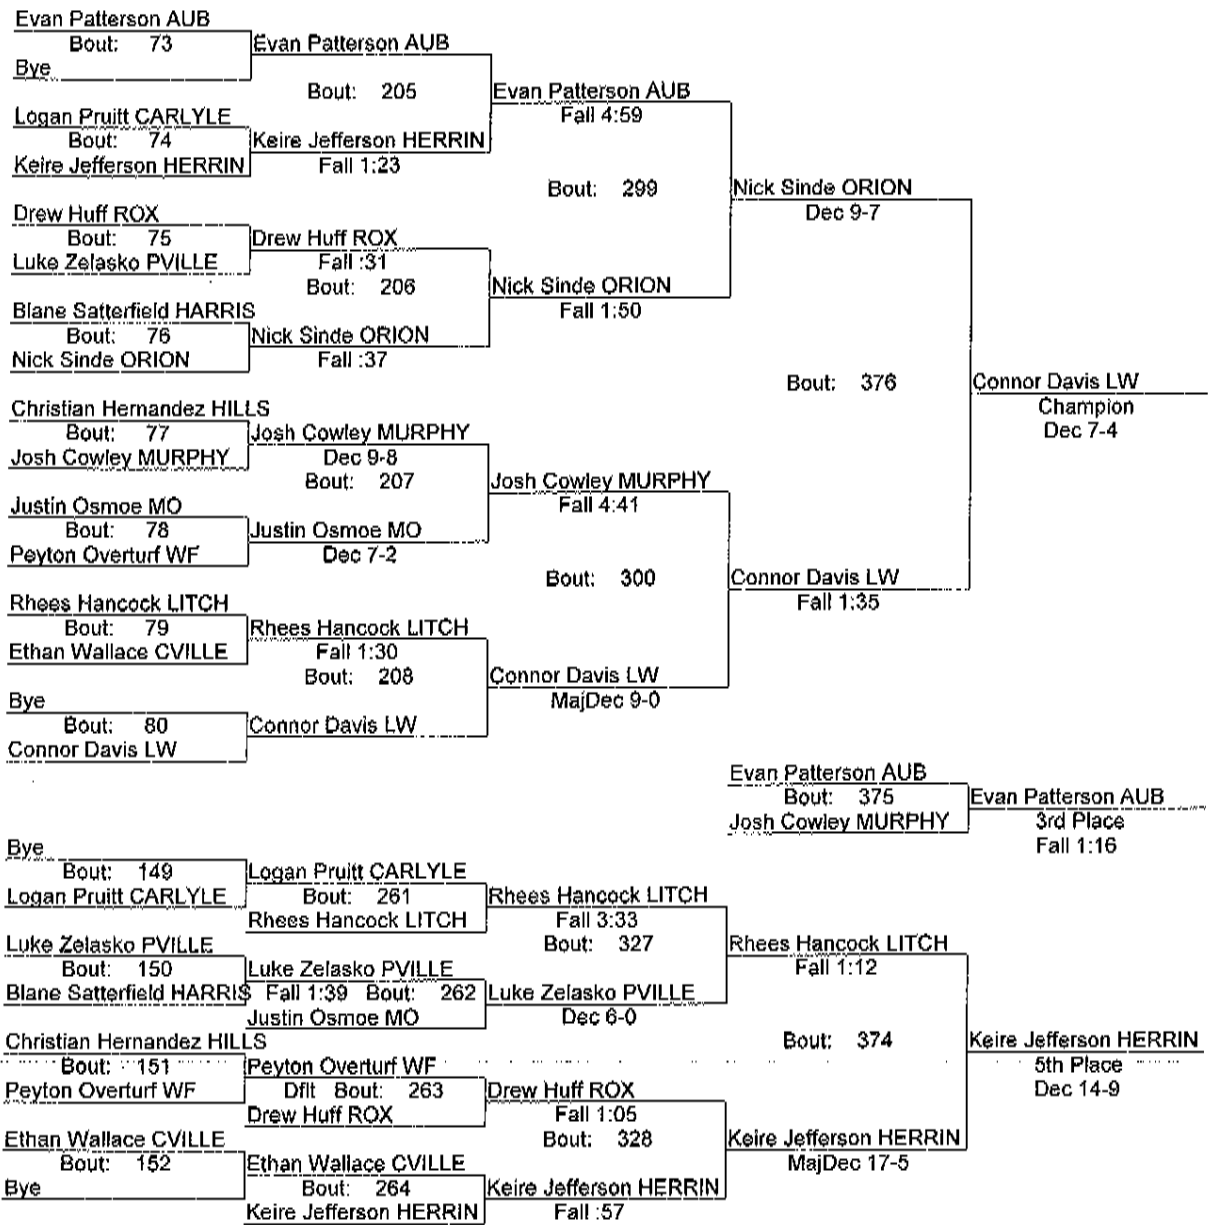 Evan Patterson AUB
Bout: 73
Bye
Evan Patterson AUB
Bout: 205
Logan Pruitt CARLYLE
Bout: 74
Keire Jefferson HERRIN
Keire Jefferson HERRIN
Fall 1:23
Evan Patterson AUB
Fall 4:59
Bout: 299
Drew Huff ROX
Bout: 75
Luke Zelasko PVILLE
Drew Huff ROX
Fall :31
Bout: 206
Blane Satterfield HARRIS
Bout: 76
Nick Sinde ORION
Nick Sinde ORION
Fall :37
Nick Sinde ORION
Fall 1:50
Nick Sinde ORION
Dec 9-7
Bout: 376
Connor Davis LW
Champion
Dec 7-4
Christian Hernandez HILLS
Bout: 77
Josh Cowley MURPHY
Josh Cowley MURPHY
Dec 9-8
Bout: 207
Justin Osmoe MO
Bout: 78
Peyton Overturf WF
Justin Osmoe MO
Dec 7-2
Josh Cowley MURPHY
Fall 4:41
Bout: 300
Rhees Hancock LITCH
Bout: 79
Ethan Wallace CVILLE
Rhees Hancock LITCH
Fall 1:30
Bout: 208
Bye
Bout: 80
Connor Davis LW
Connor Davis LW
Connor Davis LW
MajDec 9-0
Connor Davis LW
Fall 1:35
Evan Patterson AUB
Bout: 375
Josh Cowley MURPHY
Evan Patterson AUB
3rd Place
Fall 1:16
Bye
Bout: 149
Logan Pruitt CARLYLE
Logan Pruitt CARLYLE
Bout: 261
Rhees Hancock LITCH
Rhees Hancock LITCH
Fall 3:33
Bout: 327
Luke Zelasko PVILLE
Bout: 150
Blane Satterfield HARRIS
Luke Zelasko PVILLE
Fall 1:39 Bout: 262
Justin Osmoe MO
Luke Zelasko PVILLE
Dec 6-0
Rhees Hancock LITCH
Fall 1:12
Bout: 374
Keire Jefferson HERRIN
5th Place
Dec 14-9
Christian Hernandez HILLS
Bout: 151
Peyton Overturf WF
Peyton Overturf WF
Dflt Bout: 263
Drew Huff ROX
Drew Huff ROX
Fall 1:05
Bout: 328
Ethan Wallace CVILLE
Bout: 152
Bye
Ethan Wallace CVILLE
Bout: 264
Keire Jefferson HERRIN
Keire Jefferson HERRIN
Fall :57
Keire Jefferson HERRIN
MajDec 17-5